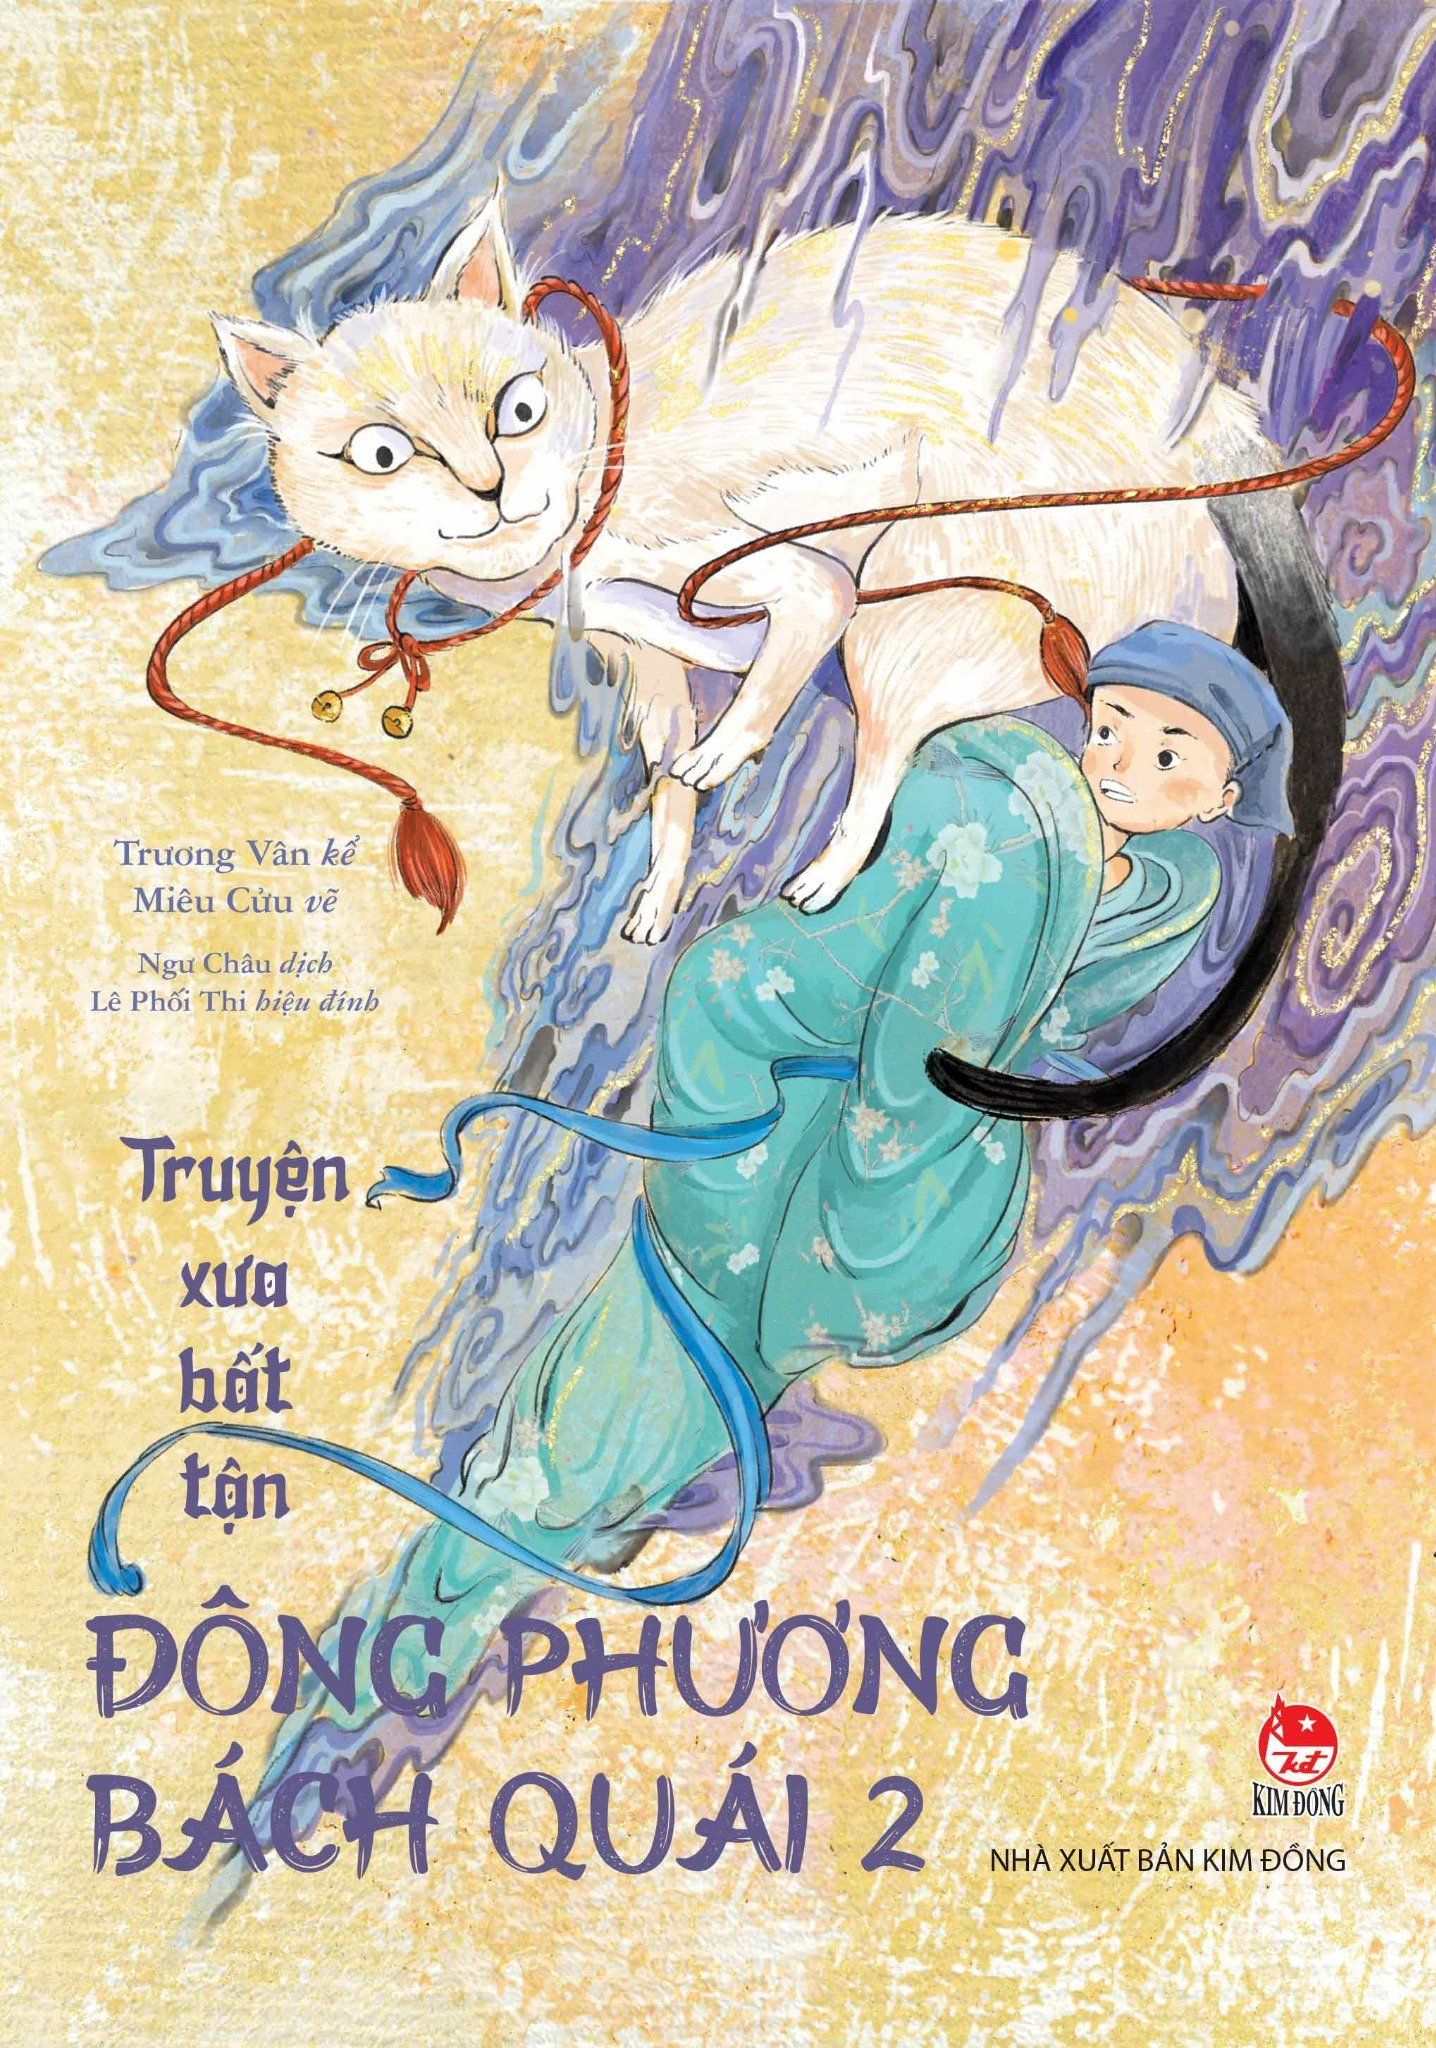 Trương Vân kể
Miêu Cửu vẽ
Ngư Châu dịch
Lê Phối Thi hiệu đính
Truyện
xưa
bất
tận
ĐÔNG PHƯƠNG
BÁCH QUÁI 2
kđ
KIM ĐỒNG
NHÀ XUẤT BẢN KIM ĐỒNG